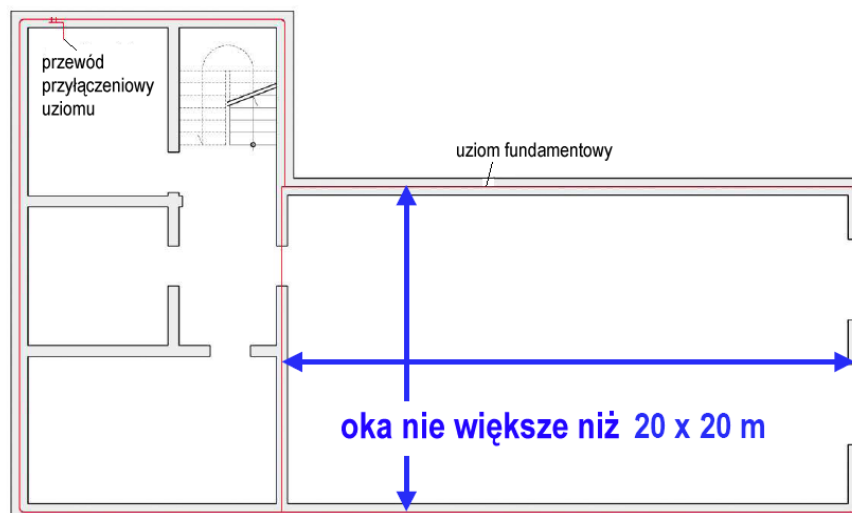 przewód
przyłączeniowy
uziomu
uziom fundamentowy
oka nie większe niż 20 x 20 m